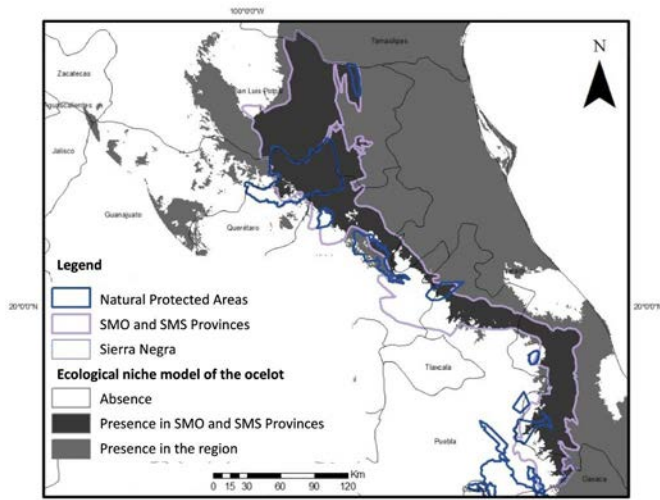 100°0'0"W
Tamaulipas
N
Zacatecas
San Luis Potosí
Aguascalientes
Jalisco
Guanajuato
Querétaro
Legend
20°0'0"N
20°0'0"N
Natural Protected Areas
SMO and SMS Provinces
Sierra Negra
Tlaxcala
Ecological niche model of the ocelot
Absence
Presence in SMO and SMS Provinces
Puebla
Presence in the region
Oaxaca
Km
0 15 30 60 90 120